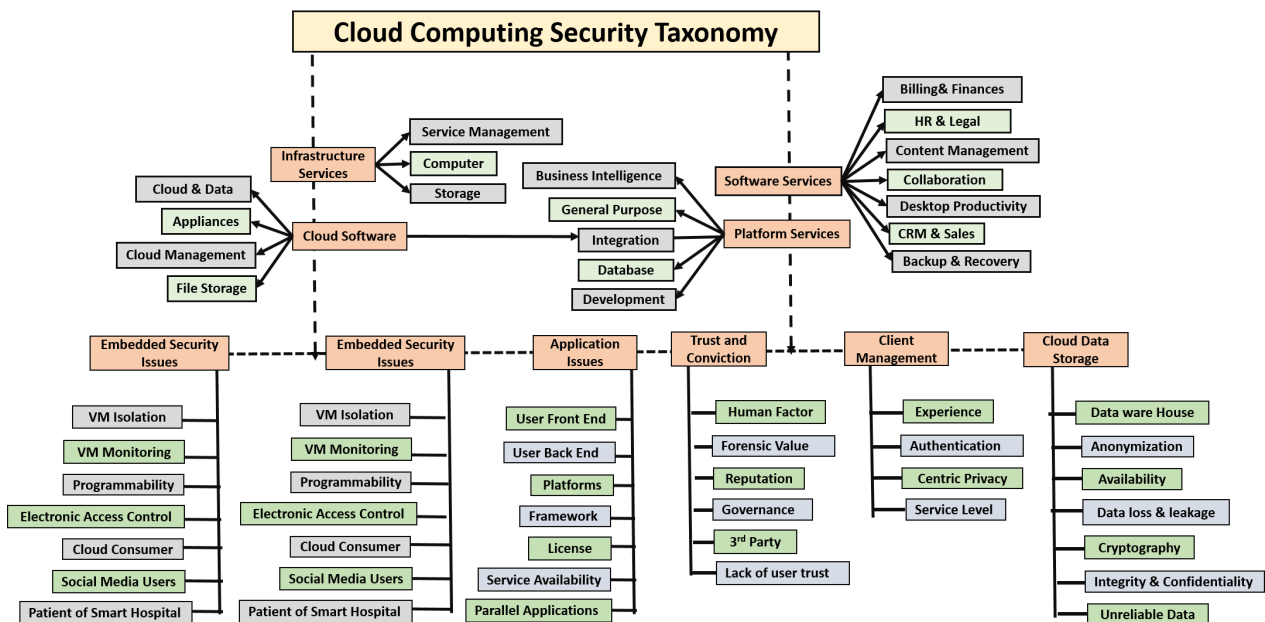 Cloud Computing Security Taxonomy
Infrastructure
Services
Service Management
Computer
Storage
Cloud & Data
Appliances
Cloud Management
File Storage
Cloud Software
Business Intelligence
General Purpose
Integration
Database
Development
Software Services
Platform Services
Billing& Finances
HR & Legal
Content Management
Collaboration
Desktop Productivity
CRM & Sales
Backup & Recovery
Embedded Security
Issues
VM Isolation
VM Monitoring
Programmability
Electronic Access Control
Cloud Consumer
Social Media Users
Patient of Smart Hospital
Embedded Security
Issues
VM Isolation
VM Monitoring
Programmability
Electronic Access Control
Cloud Consumer
Social Media Users
Patient of Smart Hospital
Application
Issues
User Front End
User Back End
Platforms
Framework
License
Service Availability
Parallel Applications
Trust and
Conviction
Human Factor
Forensic Value
Reputation
Governance
3rd Party
Lack of user trust
Client
Management
Experience
Authentication
Centric Privacy
Service Level
Cloud Data
Storage
Data ware House
Anonymization
Availability
Data loss & leakage
Cryptography
Integrity & Confidentiality
Unreliable Data